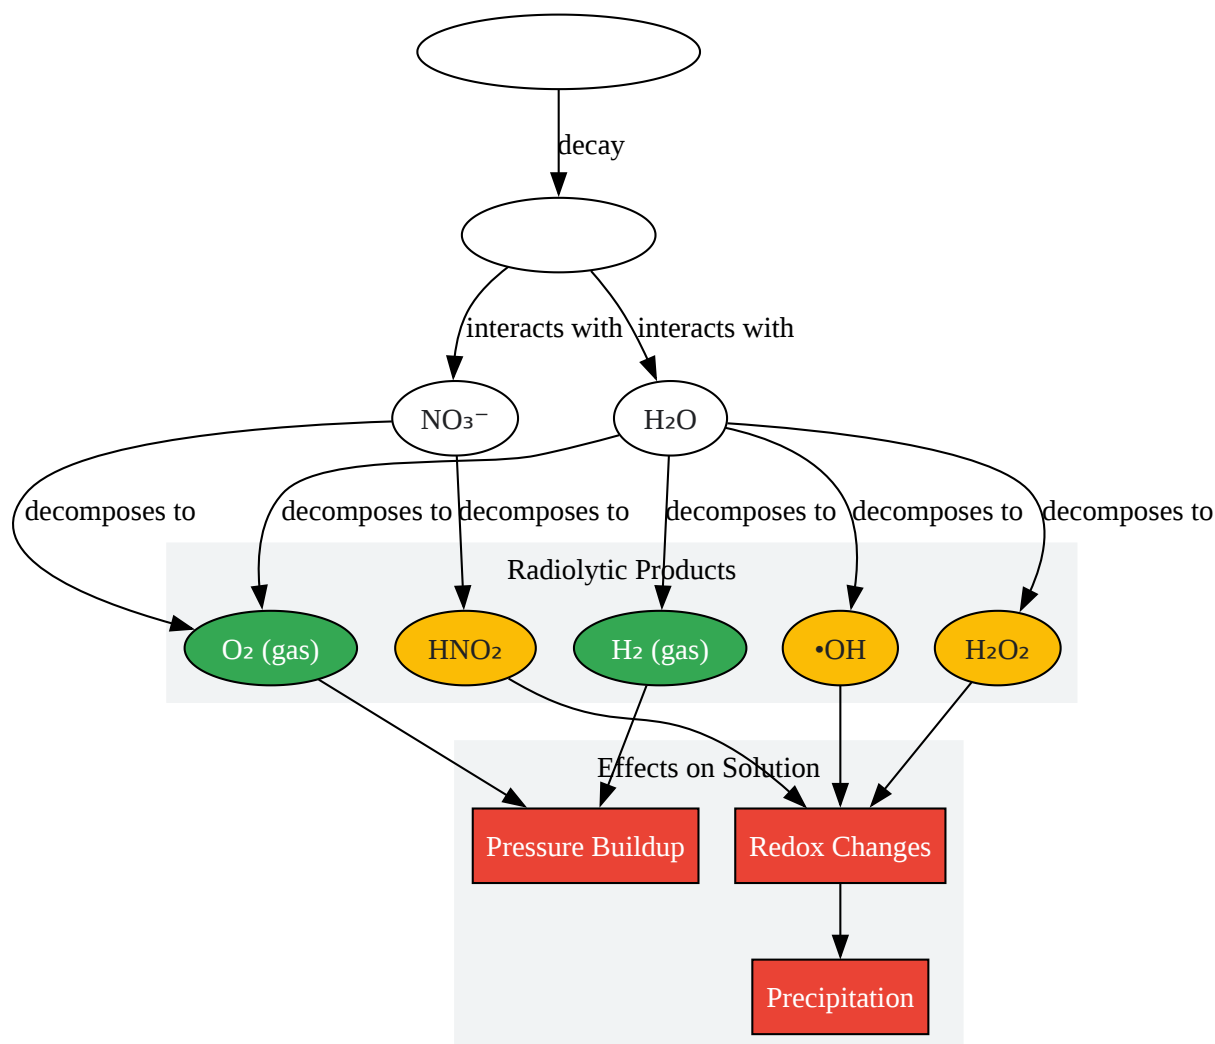 decay
interacts with
interacts with
NO₃⁻
H₂O
decomposes to
decomposes to
decomposes to
decomposes to
decomposes to
decomposes to
Radiolytic Products
O₂ (gas)
HNO₂
H₂ (gas)
•OH
H₂O₂
Effects on Solution
Pressure Buildup
Redox Changes
Precipitation